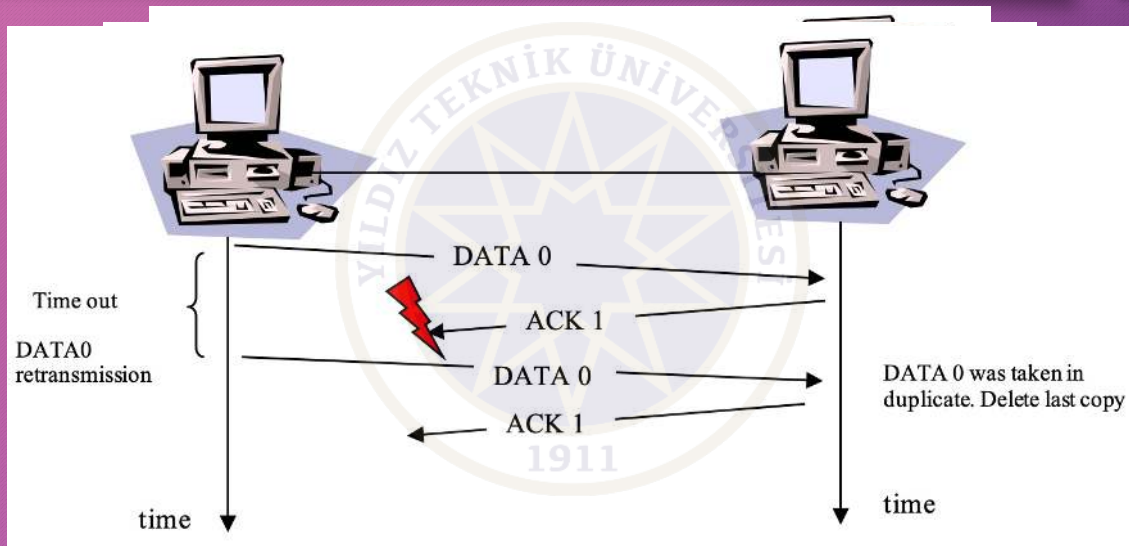 YILDIZ TEKNİK ÜNİVERSİTESİ
DATA 0
Time out
ACK 1
DATA0
retransmission
DATA 0
DATA 0 was taken in
duplicate. Delete last copy
ACK 1
1911
time
time